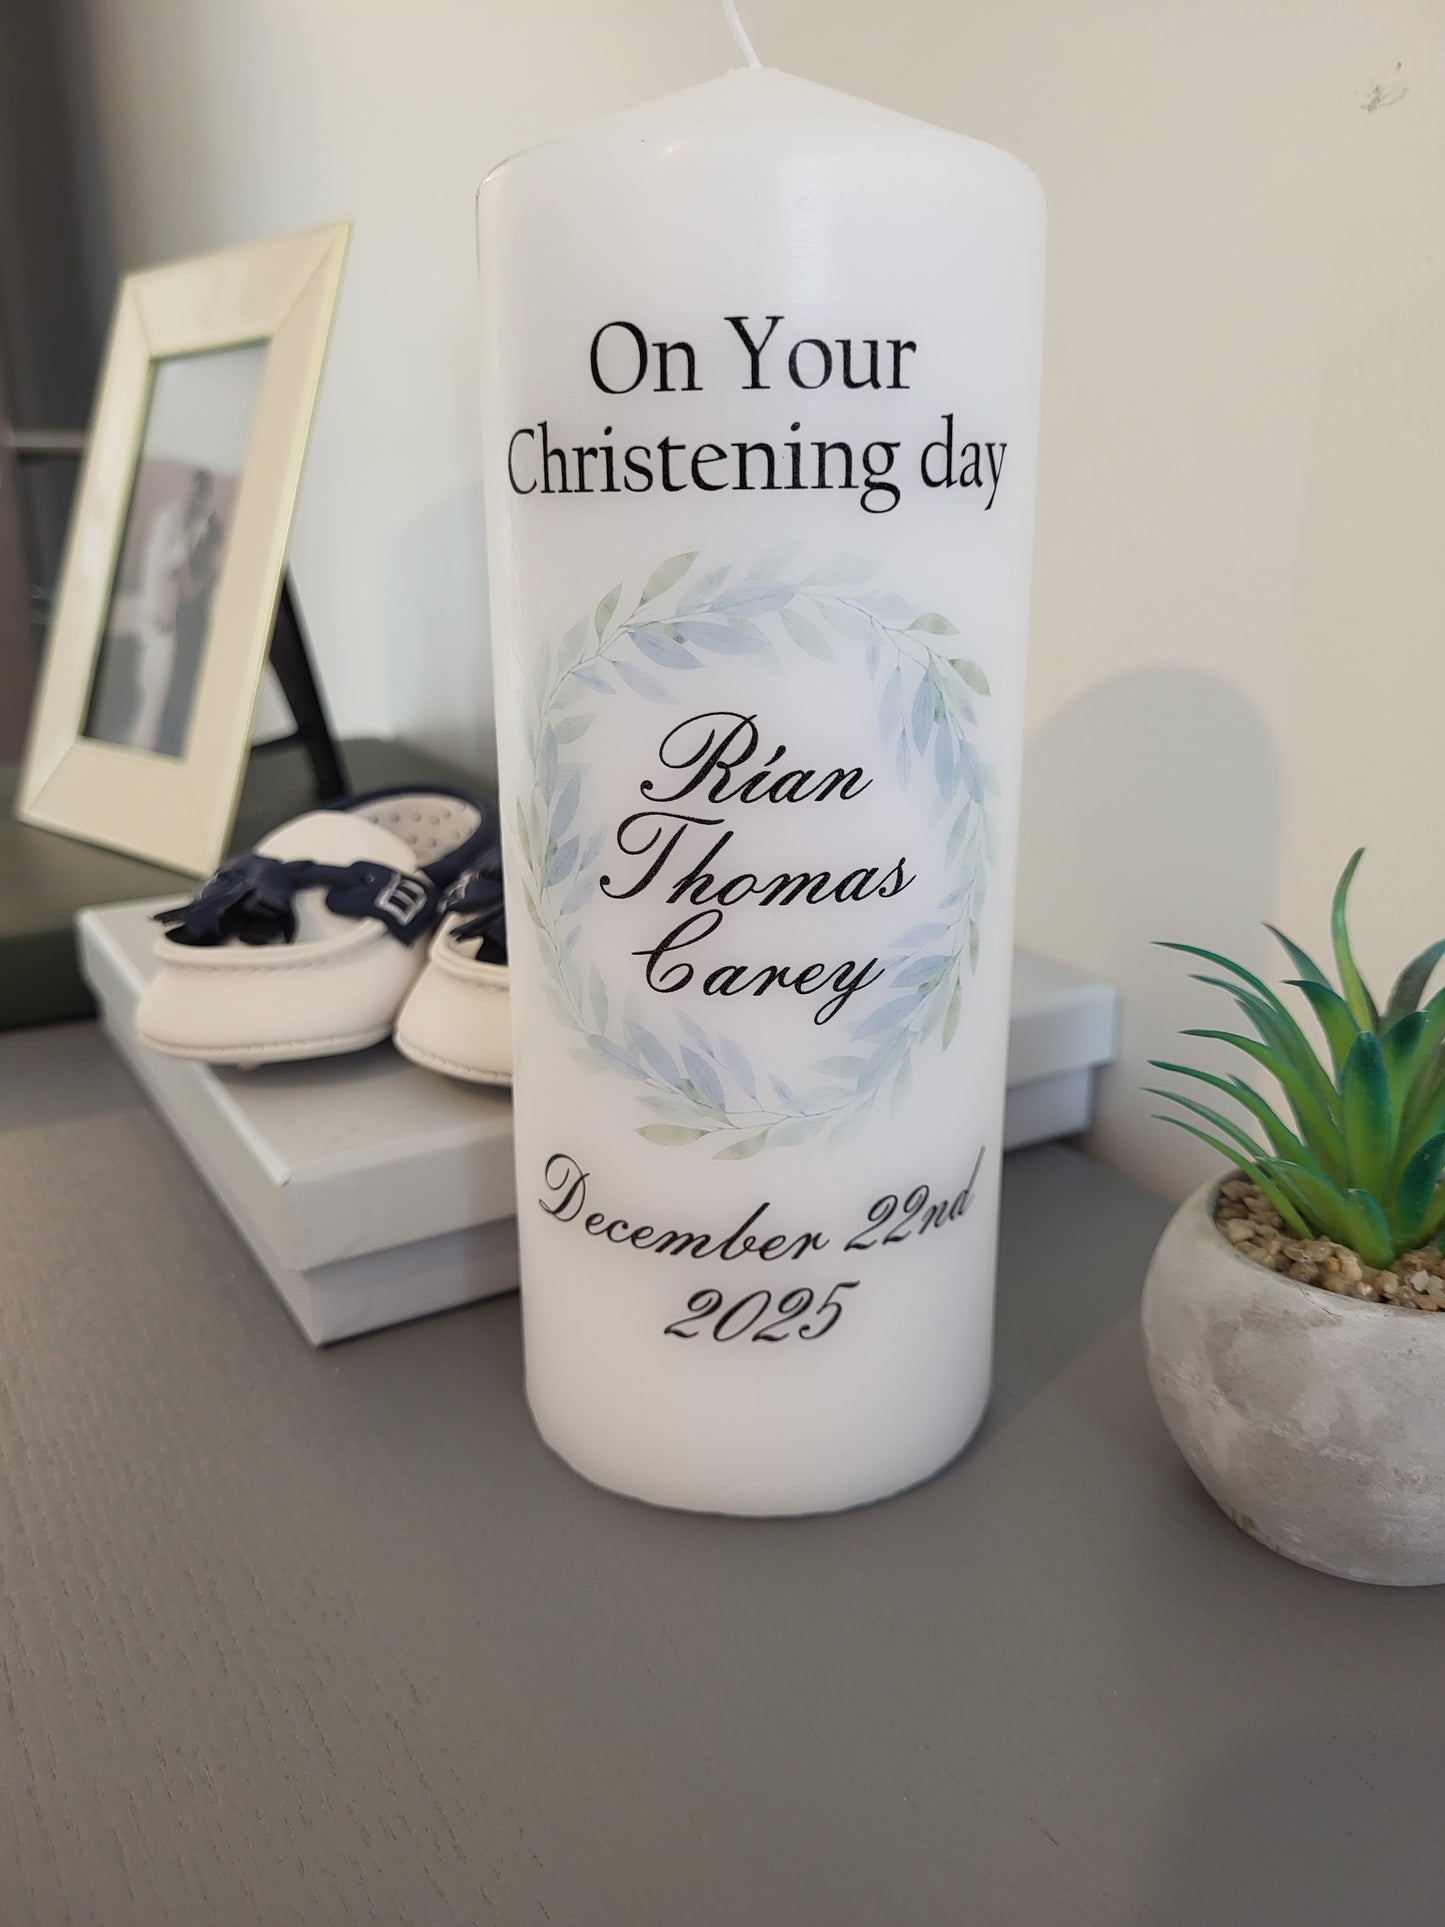 On Your
Christening day
Rían
Thomas
Carey
December 22nd
2025